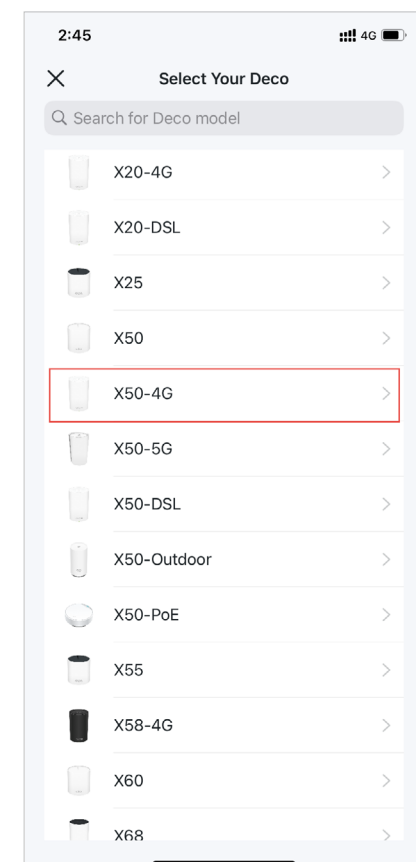 2:45 4G
Select Your Deco
Search for Deco model
X20-4G
X20-DSL
X25
X50
X50-4G
X50-5G
X50-DSL
X50-Outdoor
X50-PoE
X55
X58-4G
X60
X68